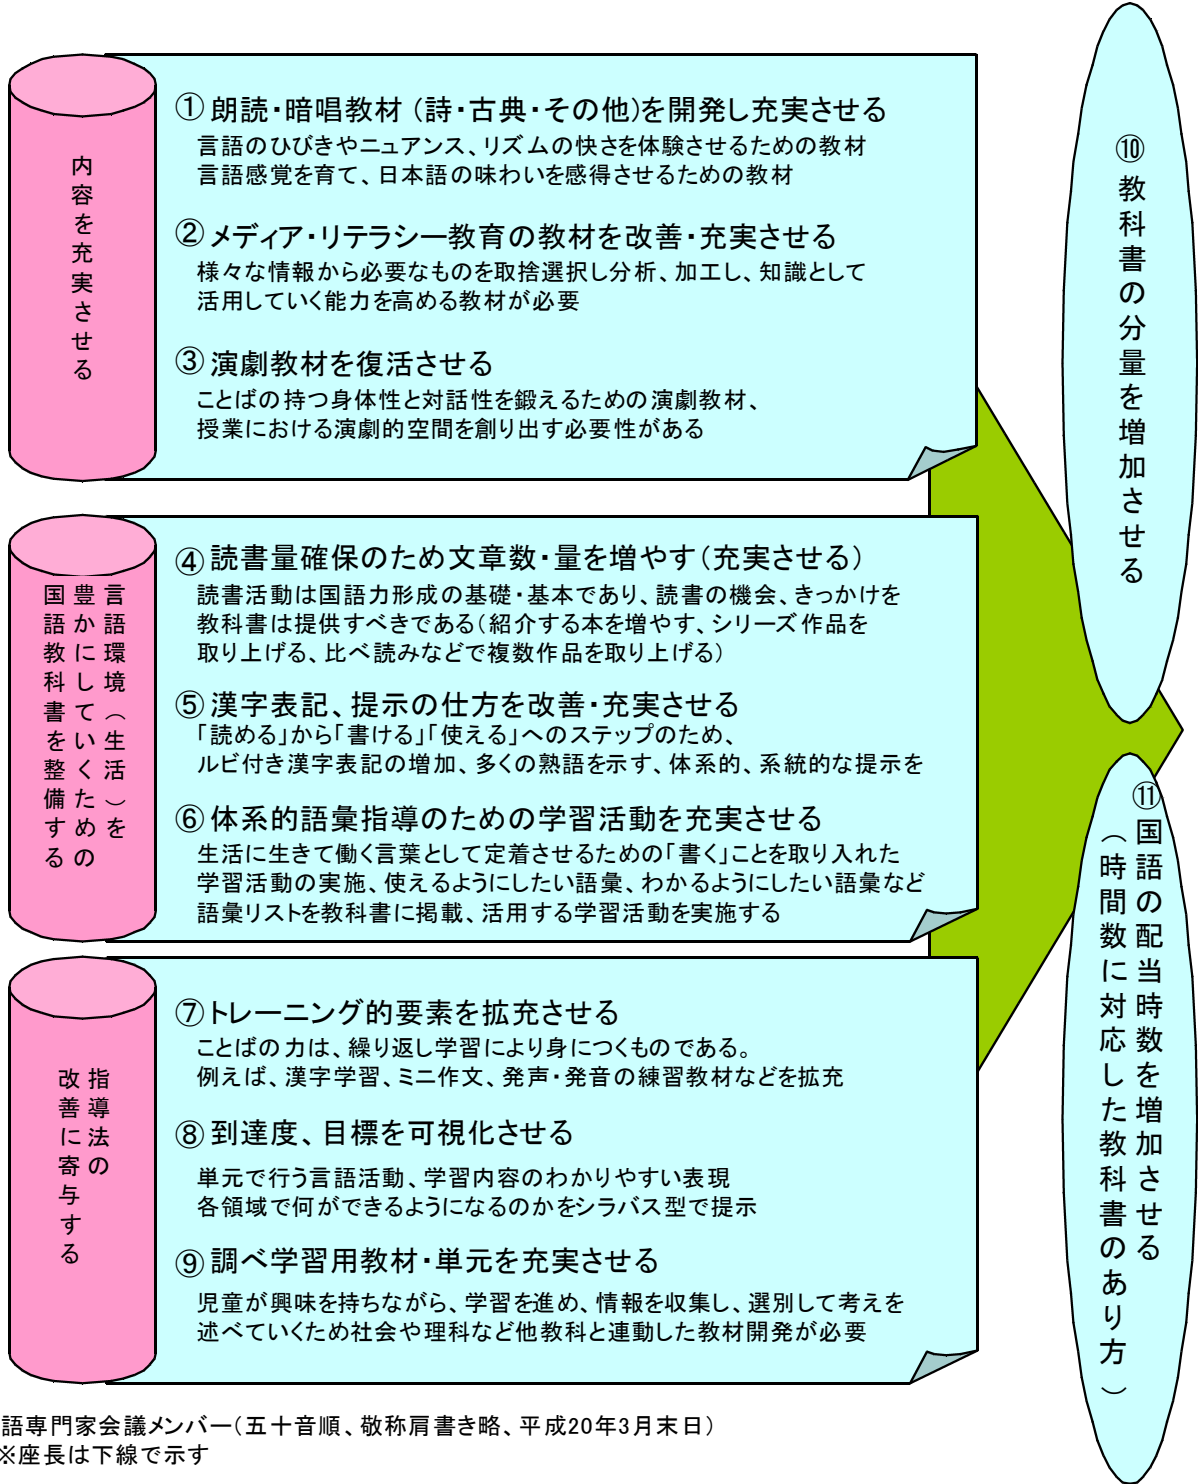 内容を充実させる
① 朗読・暗唱教材 (詩・古典・その他)を開発し充実させる
言語のひびきやニュアンス、リズムの快さを体験させるための教材
言語感覚を育て、日本語の味わいを感得させるための教材
② メディア・リテラシー教育の教材を改善・充実させる
様々な情報から必要なものを取捨選択し分析、加工し、知識として
活用していく能力を高める教材が必要
③ 演劇教材を復活させる
ことばの持つ身体性と対話性を鍛えるための演劇教材、
授業における演劇的空間を創り出す必要性がある
言語環境(生活)を
豊かにしていくための
国語教科書を整備する
④ 読書量確保のため文章数・量を増やす(充実させる)
読書活動は国語力形成の基礎・基本であり、読書の機会、きっかけを
教科書は提供すべきである(紹介する本を増やす、シリーズ作品を
取り上げる、比べ読みなどで複数作品を取り上げる)
⑤ 漢字表記、提示の仕方を改善・充実させる
「読める」から「書ける」「使える」へのステップのため、
ルビ付き漢字表記の増加、多くの熟語を示す、体系的、系統的な提示を
⑥ 体系的語彙指導のための学習活動を充実させる
生活に生きて働く言葉として定着させるための「書く」ことを取り入れた
学習活動の実施、使えるようにしたい語彙、わかるようにしたい語彙など
語彙リストを教科書に掲載、活用する学習活動を実施する
指導法の
改善に寄与する
⑦ トレーニング的要素を拡充させる
ことばの力は、繰り返し学習により身につくものである。
例えば、漢字学習、ミニ作文、発声・発音の練習教材などを拡充
⑧ 到達度、目標を可視化させる
単元で行う言語活動、学習内容のわかりやすい表現
各領域で何ができるようになるのかをシラバス型で提示
⑨ 調べ学習用教材・単元を充実させる
児童が興味を持ちながら、学習を進め、情報を収集し、選別して考えを
述べていくため社会や理科など他教科と連動した教材開発が必要
⑩ 教科書の分量を増加させる
⑪ 国語の配当時数を増加させる
(時間数に対応した教科書のあり方)
語専門家会議メンバー(五十音順、敬称肩書き略、平成20年3月末日)
※座長は下線で示す